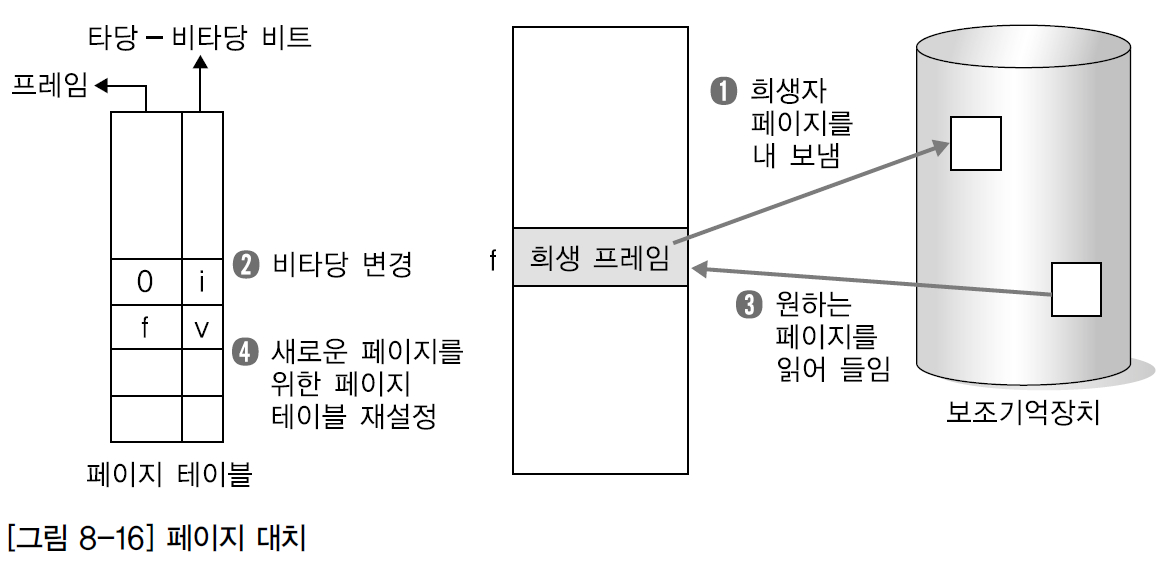 타당 – 비타당 비트
프레임
0 i
f v
❷ 비타당 변경
❹ 새로운 페이지를
위한 페이지
테이블 재설정
페이지 테이블
f 희생 프레임
❶ 희생자
페이지를
내 보냄
❸ 원하는
페이지를
읽어 들임
보조기억장치
[그림 8-16] 페이지 대치